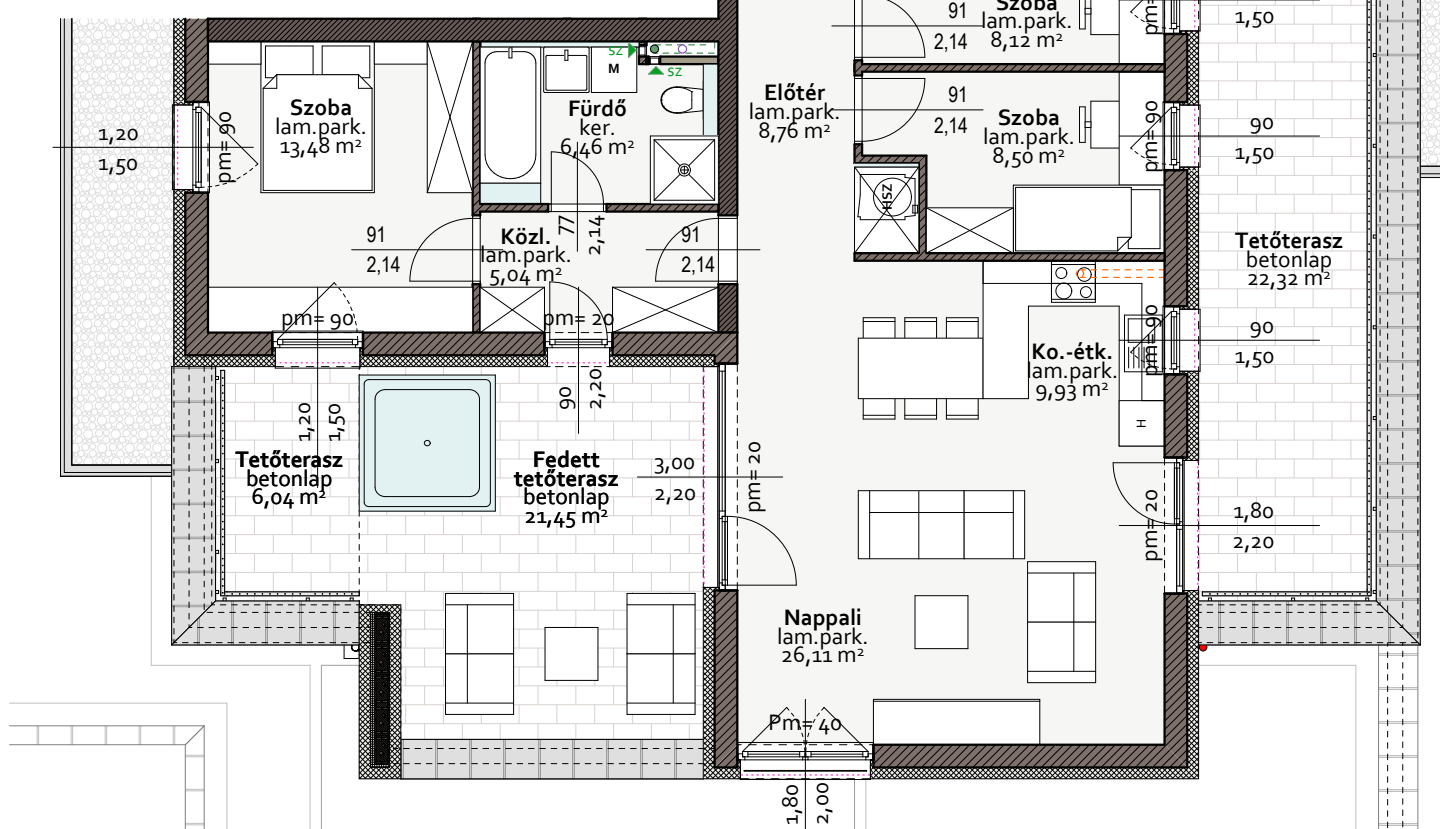 Szoba
lam.park.
8,12 m²
91
2,14
pm=
1,50
SZ
SZ
M
Szoba
lam.park.
13,48 m²
Fürdő
ker.
6,46 m²
Előtér
lam.park.
8,76 m²
91
2,14
Szoba
lam.park.
8,50 m²
pm= 90
90
1,50
1,20
1,50
pm= 90
HSZ
77
2,14
91
2,14
Közl.
lam.park.
5,04 m²
91
2,14
Tetőterasz
betonlap
22,32 m²
pm= 90
pm= 20
pm= 90
90
1,50
Ko.-étk.
lam.park.
9,93 m²
H
1,20
1,50
90
2,20
Tetőterasz
betonlap
6,04 m²
Fedett
tetőterasz
betonlap
21,45 m²
3,00
2,20
pm= 20
pm= 20
1,80
2,20
Nappali
lam.park.
26,11 m²
Pm= 40
1,80
2,00